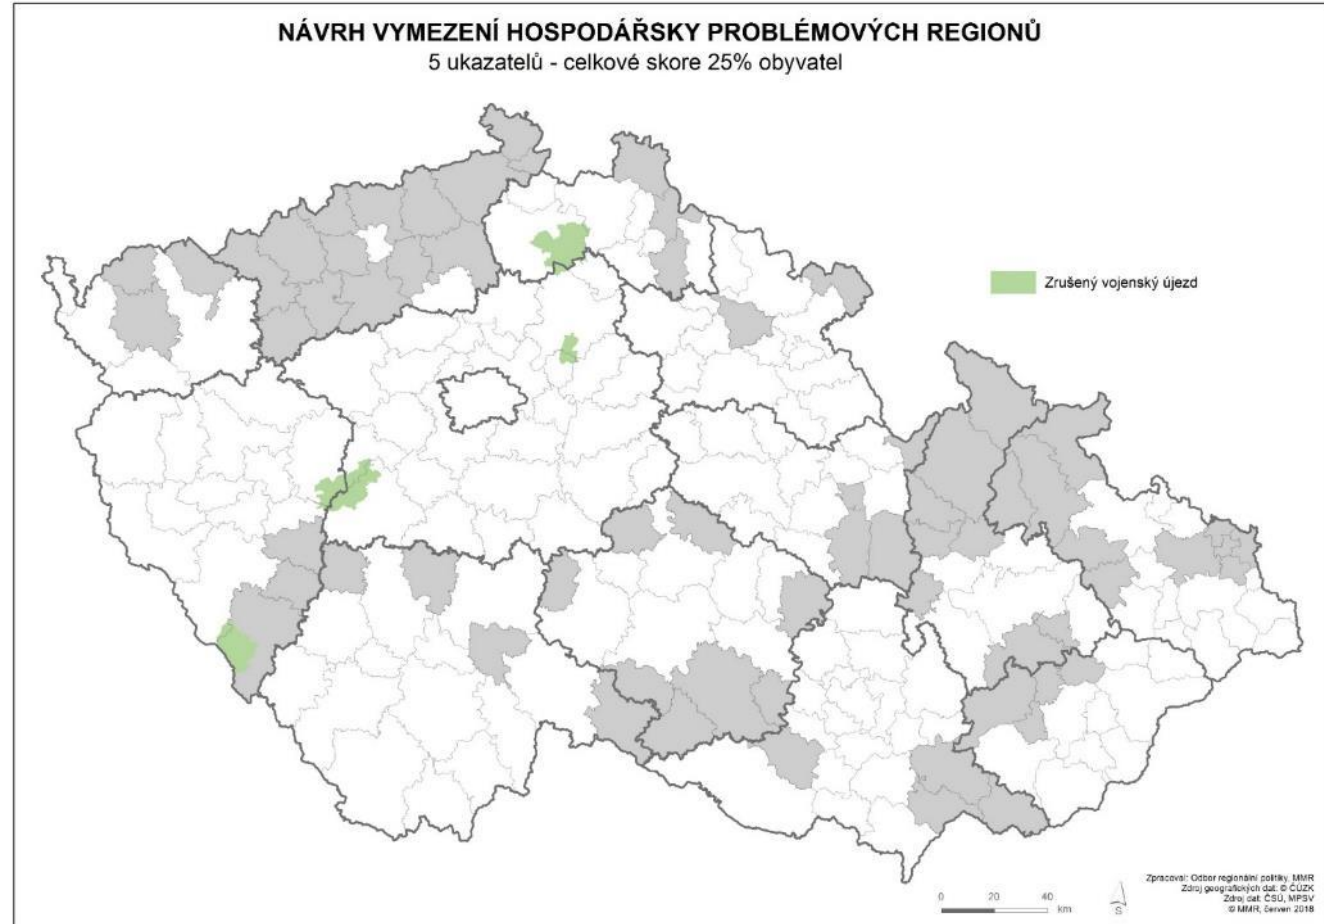 NÁVRH VYMEZENÍ HOSPODÁŘSKY PROBLÉMOVÝCH REGIONŮ
5 ukazatelů - celkové skore 25% obyvatel
Zrušený vojenský újezd
Zpracoval: Odbor regionální politiky, MMR
Zdroj geografických dat: © ČÚZK
Zdroj dat: ČSÚ, MPSV
© MMR, červen 2018
0 20 40
km
S